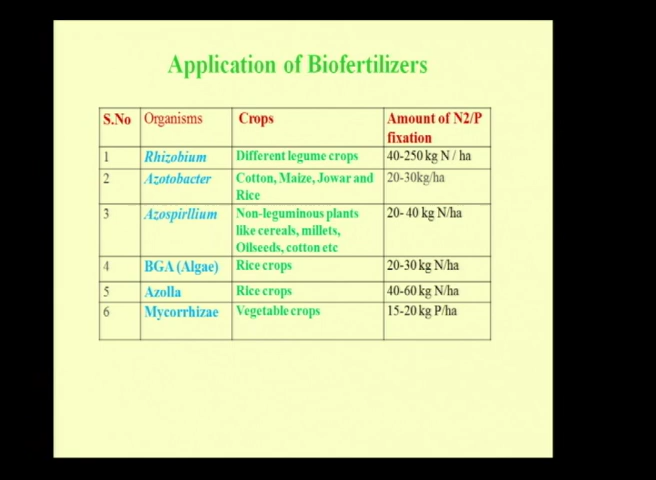 Application of Biofertilizers
S.No Organisms Crops Amount of N2/P
fixation
1 Rhizobium Different legume crops 40-250 kg N / ha
2 Azotobacter Cotton, Maize, Jowar and 20-30kg/ha
Rice
3 Azospirllium Non-leguminous plants 20- 40 kg N/ha
like cereals, millets,
Oilseeds, cotton etc
4 BGA (Algae) Rice crops 20-30 kg N/ha
5 Azolla Rice crops 40-60 kg N/ha
6 Mycorrhizae Vegetable crops 15-20 kg P/ha